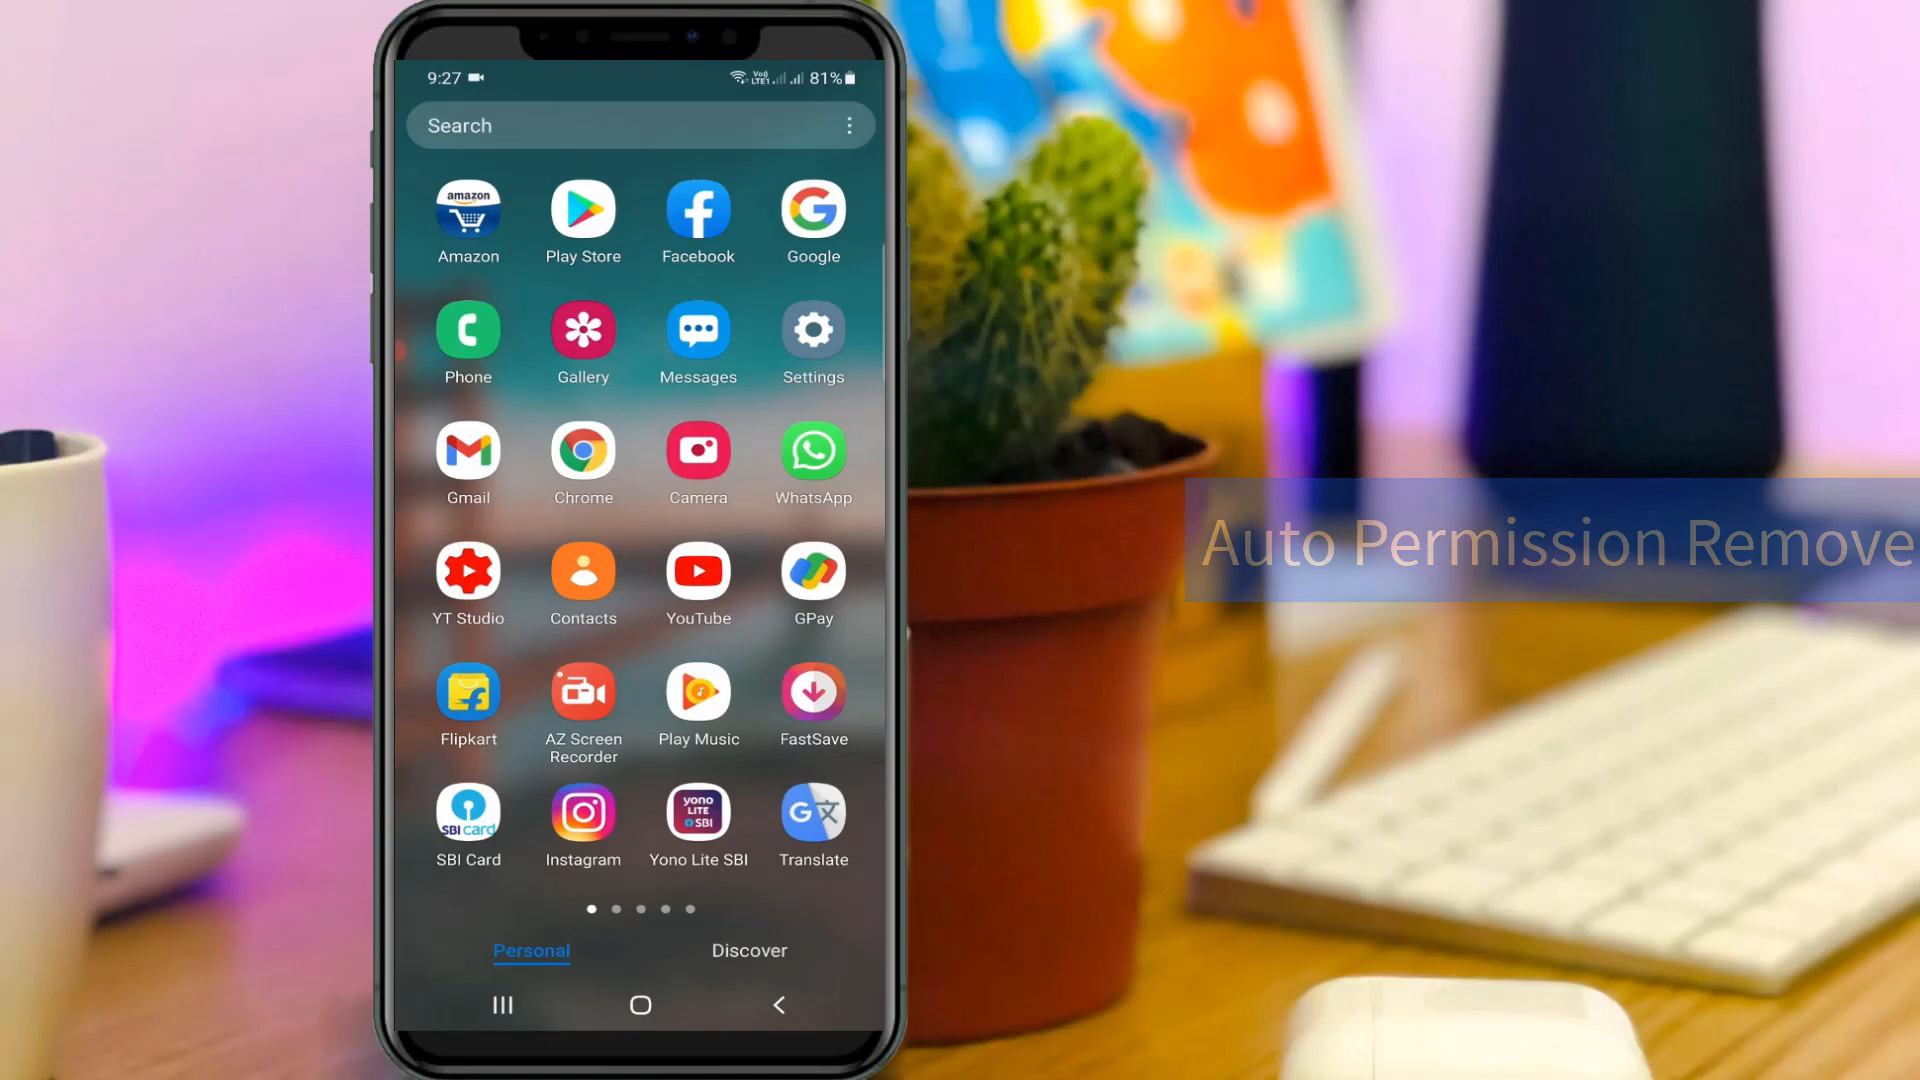 9:27
Vo)) LTE1 81%
Search
amazon
Amazon
Play Store
Facebook
Google
Phone
Gallery
Messages
Settings
Gmail
Chrome
Camera
WhatsApp
YT Studio
Contacts
YouTube
GPay
Flipkart
AZ Screen
Recorder
Play Music
FastSave
SBI card
yono
LITE
SBI
SBI Card
Instagram
Yono Lite SBI
Translate
Personal
Discover
Auto Permission Remove